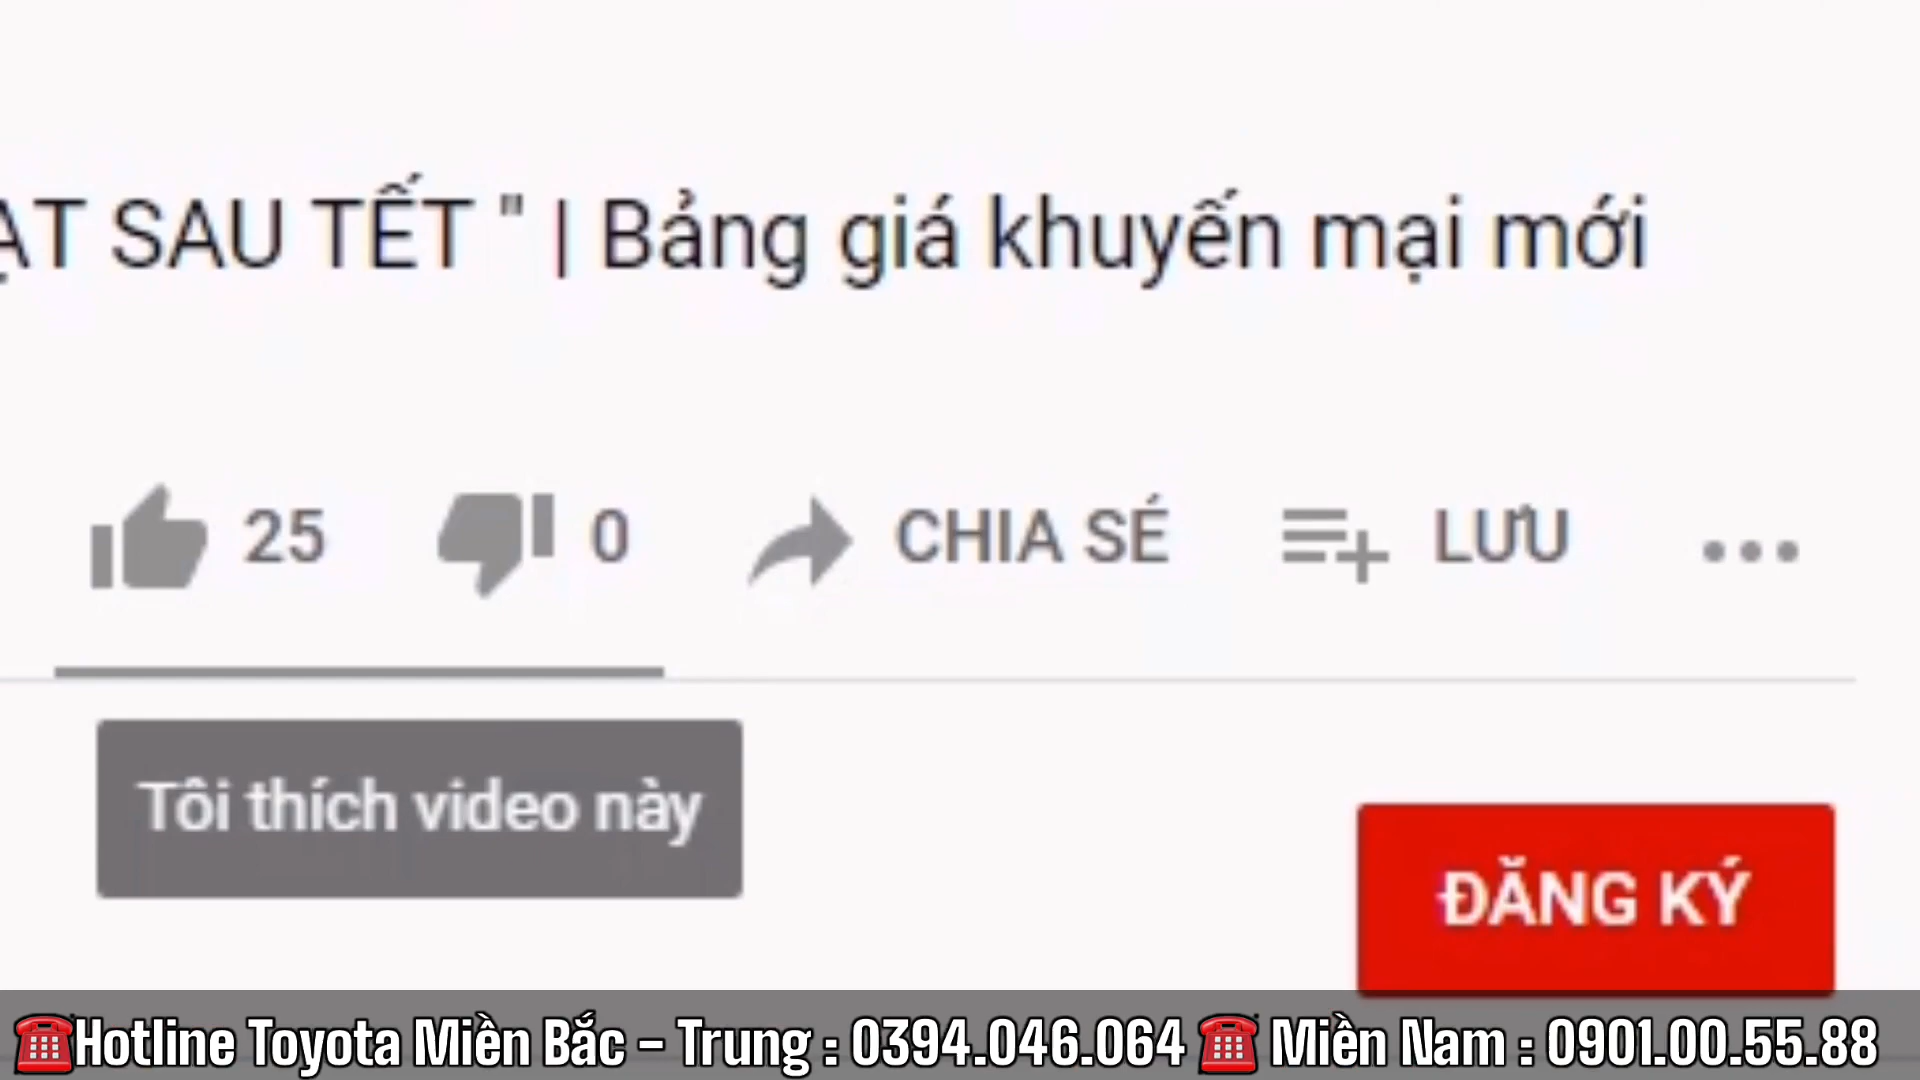 ẠT SAU TẾT " | Bảng giá khuyến mại mới
25 0 CHIA SẺ LƯU
Tôi thích video này
ĐĂNG KÝ
☎Hotline Toyota Miền Bắc – Trung : 0394.046.064 ☎ Miền Nam : 0901.00.55.88